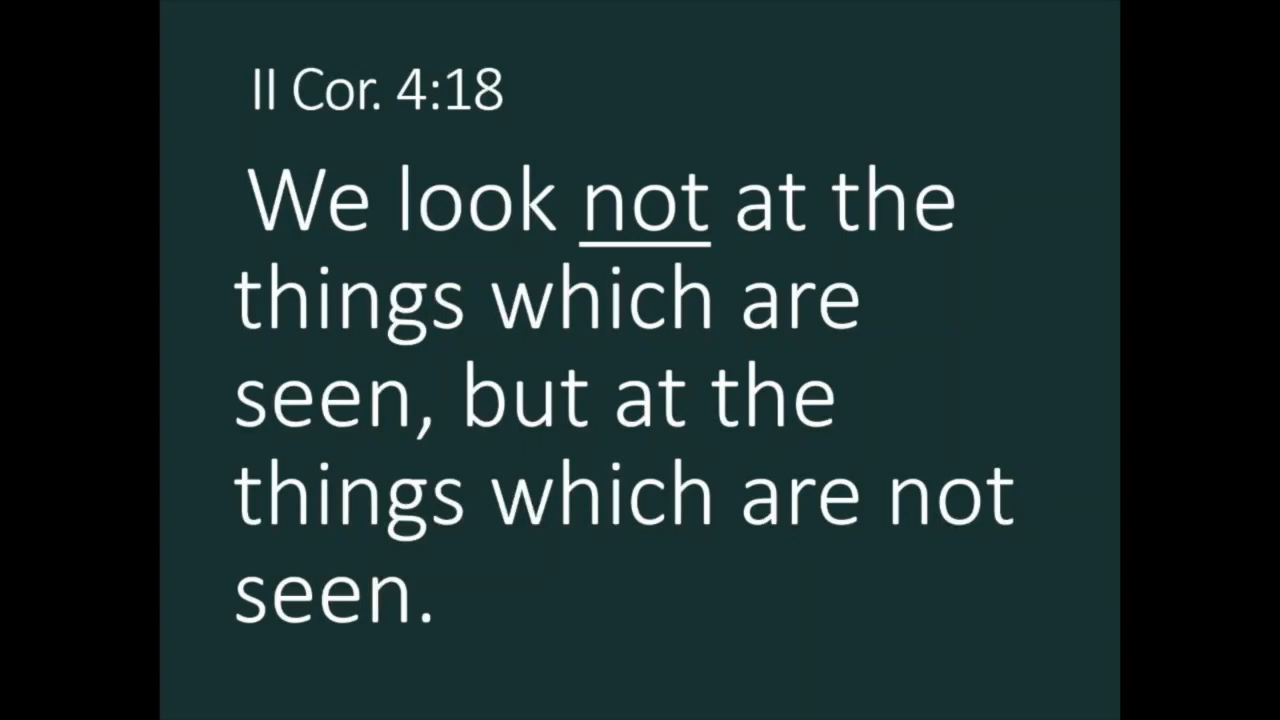 II Cor. 4:18
We look not at the
things which are
seen, but at the
things which are not
seen.